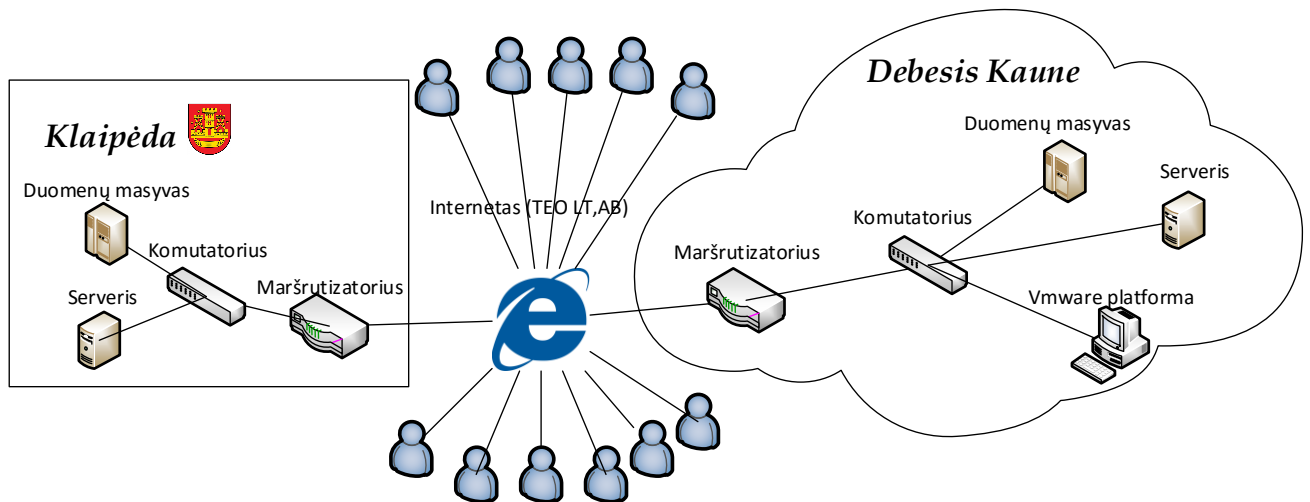 Klaipėda
Duomenų masyvas
Komutatorius
Serveris
Maršrutizatorius
Internetas (TEO LT,AB)
Debesis Kaune
Duomenų masyvas
Serveris
Komutatorius
Maršrutizatorius
Vmware platforma